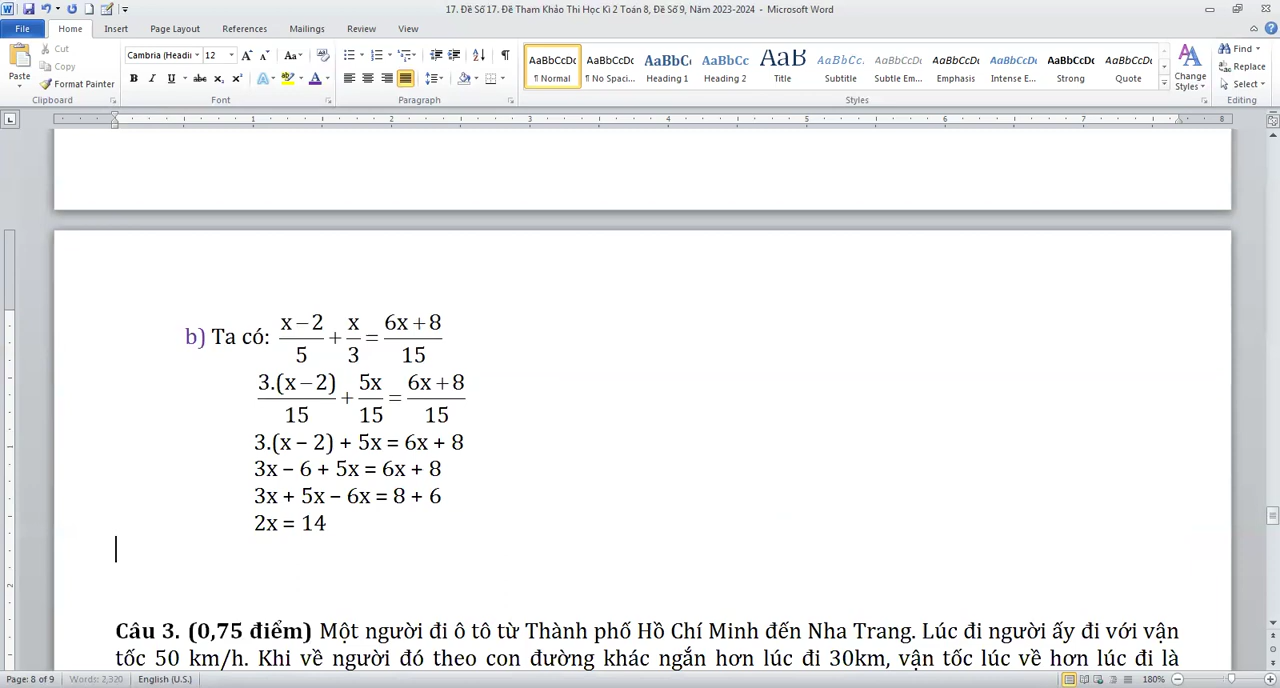 17. Đề Số 17. Đề Tham Khảo Thi Học Kì 2 Toán 8, Đề Số 9, Năm 2023-2024 - Microsoft Word
File Home Insert Page Layout References Mailings Review View
Cut
Copy
Format Painter
Paste
Clipboard
Cambria (Headi 12
Font
Paragraph
AaBbCcDc AaBbCcDc AaBbC AaBbCc AaB AaBbCc. AaBbCcDc AaBbCcDc AaBbCcDc AaBbCcDc AaBbCcDc
¶ Normal ¶ No Spaci... Heading 1 Heading 2 Title Subtitle Subtle Em... Emphasis Intense E... Strong Quote
Change
Styles
Styles
Find
Replace
Select
Editing
1 2 3 4 5 6 7 8
b) Ta có: (x − 2)/5 + x/3 = (6x + 8)/15
3.(x − 2)/15 + 5x/15 = (6x + 8)/15
3.(x − 2) + 5x = 6x + 8
3x − 6 + 5x = 6x + 8
3x + 5x − 6x = 8 + 6
2x = 14
Câu 3. (0,75 điểm) Một người đi ô tô từ Thành phố Hồ Chí Minh đến Nha Trang. Lúc đi người ấy đi với vận
tốc 50 km/h. Khi về người đó theo con đường khác ngắn hơn lúc đi 30km, vận tốc lúc về hơn lúc đi là
Page: 8 of 9 Words: 2,320 English (U.S.) 180%